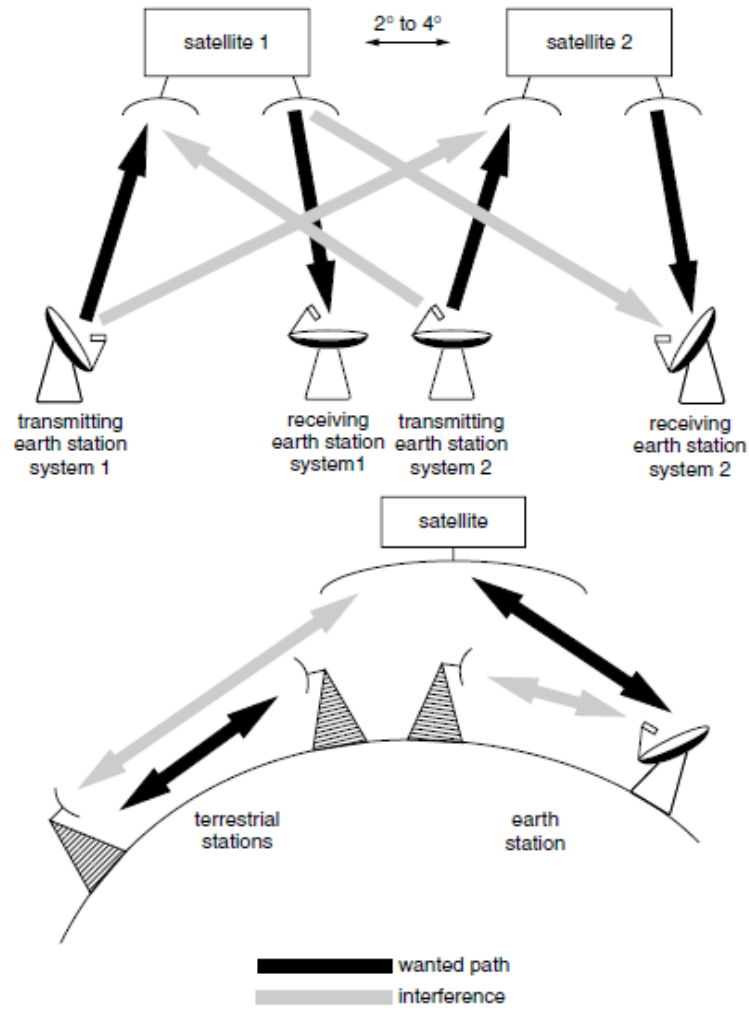 satellite 1
2° to 4°
satellite 2
transmitting
earth station
system 1
receiving
earth station
system1
transmitting
earth station
system 2
receiving
earth station
system 2
satellite
terrestrial
stations
earth
station
wanted path
interference